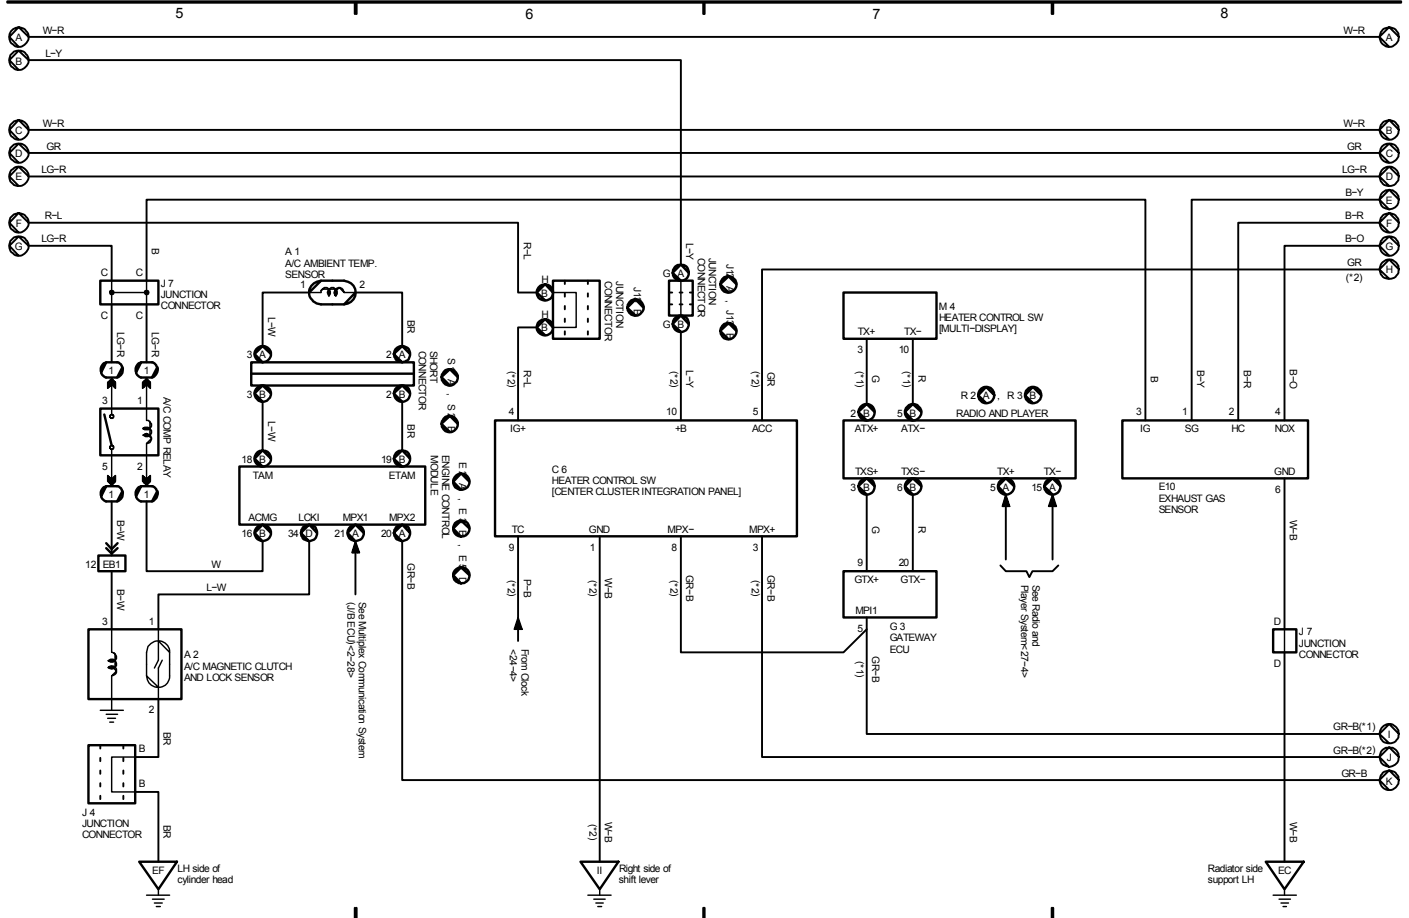 5 6 7 8
A W-R W-R A
B L-Y
C W-R W-R B
D GR GR C
E LG-R LG-R D
B-Y E
F R-L B-R F
G LG-R B-O G
GR H
(*2)
B
C C
J 7
JUNCTION
CONNECTOR
C C
LG-R LG-R
1 1
3 1
A/C COMP RELAY
5 2
1 1
B-W
12 EB1
B-W
W
L-W
3 1
A 2
A/C MAGNETIC CLUTCH
AND LOCK SENSOR
2
BR
B
B
J 4
JUNCTION
CONNECTOR
BR
EF
LH side of
cylinder head
A 1
A/C AMBIENT TEMP.
SENSOR
1 2
L-W BR
3 A 2 A
SHORT
CONNECTOR
3 B 2 B
L-W BR
18 B 19 B
TAM ETAM
ENGINE CONTROL
MODULE
ACMG LCKI MPX1 MPX2
16 B 34 D 21 A 20 A
GR-B
See Multiplex Communication System
(J/B ECU)<2-28>
R-L
H B
H B
JUNCTION
CONNECTOR
R-L
(*2)
L-Y
G A
G B
JUNCTION
CONNECTOR
L-Y
(*2)
GR
(*2)
4 10 5
IG+ +B ACC
C 6
HEATER CONTROL SW
[CENTER CLUSTER INTEGRATION PANEL]
TC GND MPX- MPX+
9 1 8 3
P-B W-B GR-B GR-B
(*2) (*2) (*2) (*2)
From Clock
<24-4>
W-B
(*2)
II
Right side of
shift lever
M 4
HEATER CONTROL SW
[MULTI-DISPLAY]
TX+ TX-
3 10
G R
(*1) (*1)
R 2 A , R 3 B
RADIO AND PLAYER
2 B 5 B
ATX+ ATX-
TXS+ TXS- TX+ TX-
3 B 6 B 5 A 15 A
G R
See Radio and
Player System<27-4>
9 20
GTX+ GTX-
MPI1
5
G 3
GATEWAY
ECU
GR-B
(*1)
B B-Y B-R B-O
3 1 2 4
IG SG HC NOX
GND
E10
EXHAUST GAS
SENSOR
6
W-B
D
J 7
JUNCTION
CONNECTOR
D
GR-B(*1) I
GR-B(*2) J
GR-B K
W-B
Radiator side
support LH
EC